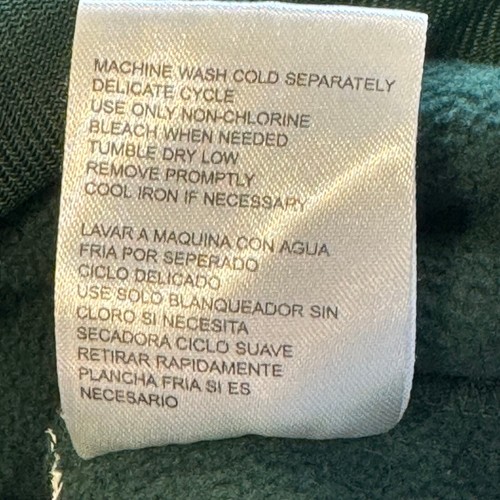 MACHINE WASH COLD SEPARATELY
DELICATE CYCLE
USE ONLY NON-CHLORINE
BLEACH WHEN NEEDED
TUMBLE DRY LOW
REMOVE PROMPTLY
COOL IRON IF NECESSARY
LAVAR A MAQUINA CON AGUA
FRIA POR SEPERADO
CICLO DELICADO
USE SOLO BLANQUEADOR SIN
CLORO SI NECESITA
SECADORA CICLO SUAVE
RETIRAR RAPIDAMENTE
PLANCHA FRIA SI ES
NECESARIO